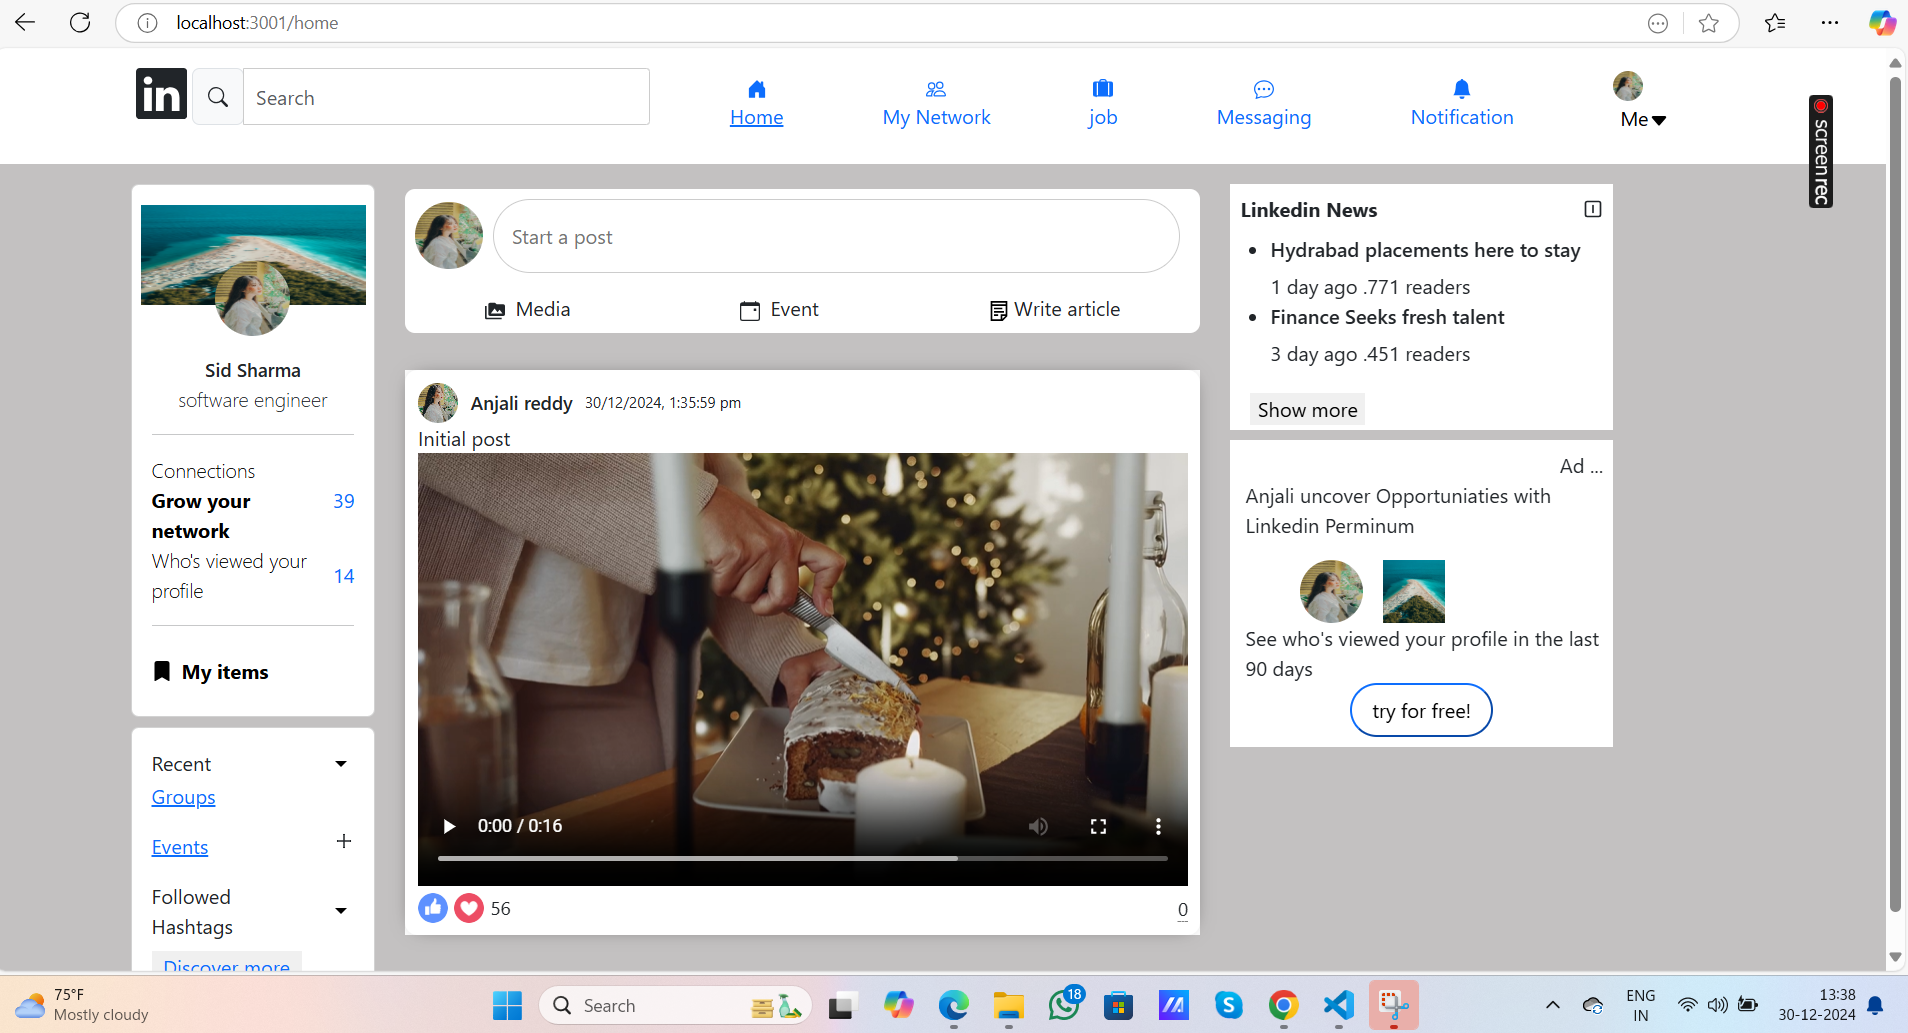 localhost:3001/home
in
Search
Home
My Network
job
Messaging
Notification
Me
screenrec
Sid Sharma
software engineer
Connections
Grow your
network
39
Who's viewed your
profile
14
My items
Recent
Groups
Events
Followed
Hashtags
Discover more
Start a post
Media
Event
Write article
Anjali reddy 30/12/2024, 1:35:59 pm
Initial post
0:00 / 0:16
56
0
Linkedin News
Hydrabad placements here to stay
1 day ago .771 readers
Finance Seeks fresh talent
3 day ago .451 readers
Show more
Ad ...
Anjali uncover Opportuniaties with
Linkedin Perminum
See who's viewed your profile in the last
90 days
try for free!
75°F
Mostly cloudy
Search
18
ENG
IN
13:38
30-12-2024